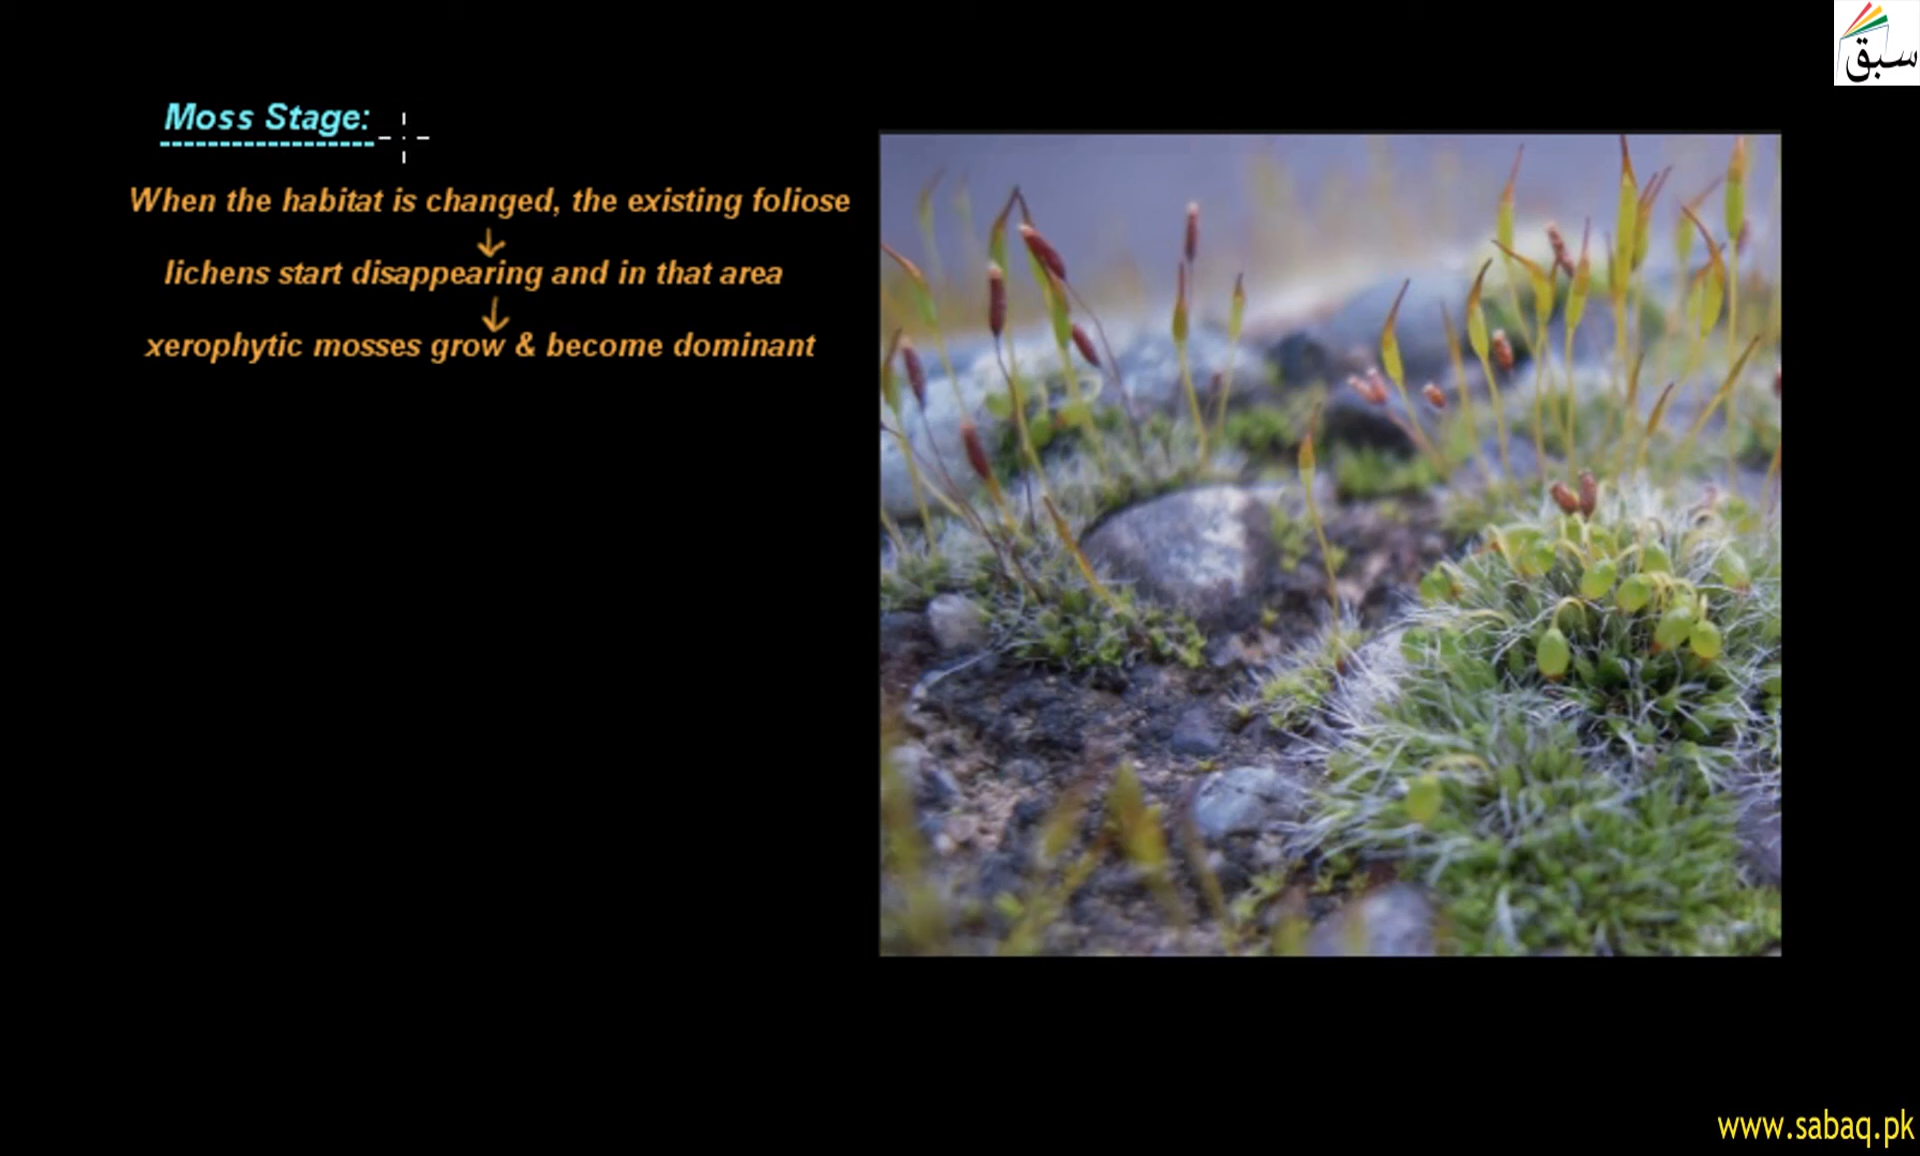 سبق
Moss Stage:
When the habitat is changed, the existing foliose
lichens start disappearing and in that area
xerophytic mosses grow & become dominant
www.sabaq.pk